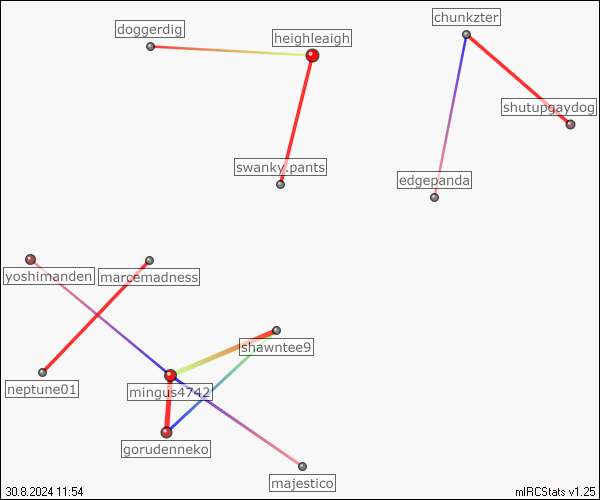 chunkzter
doggerdig
heighleaigh
shutupgaydog
swanky.pants
edgepanda
yoshimanden
marcemadness
shawntee9
neptune01
mingus4742
gorudenneko
majestico
30.8.2024 11:54
mIRCStats v1.25